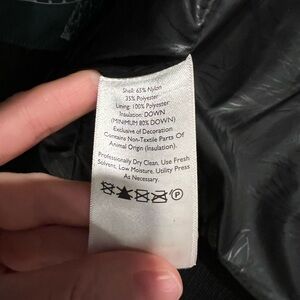 Shell: 65% Nylon
35% Polyester
Lining: 100% Polyester
Insulation: DOWN
(MINIMUM 80% DOWN)
Exclusive of Decoration
Contains Non-Textile Parts Of
Animal Origin (Insulation).
Professionally Dry Clean, Use Fresh
Solvent, Low Moisture. Utility Press
As Necessary.
P